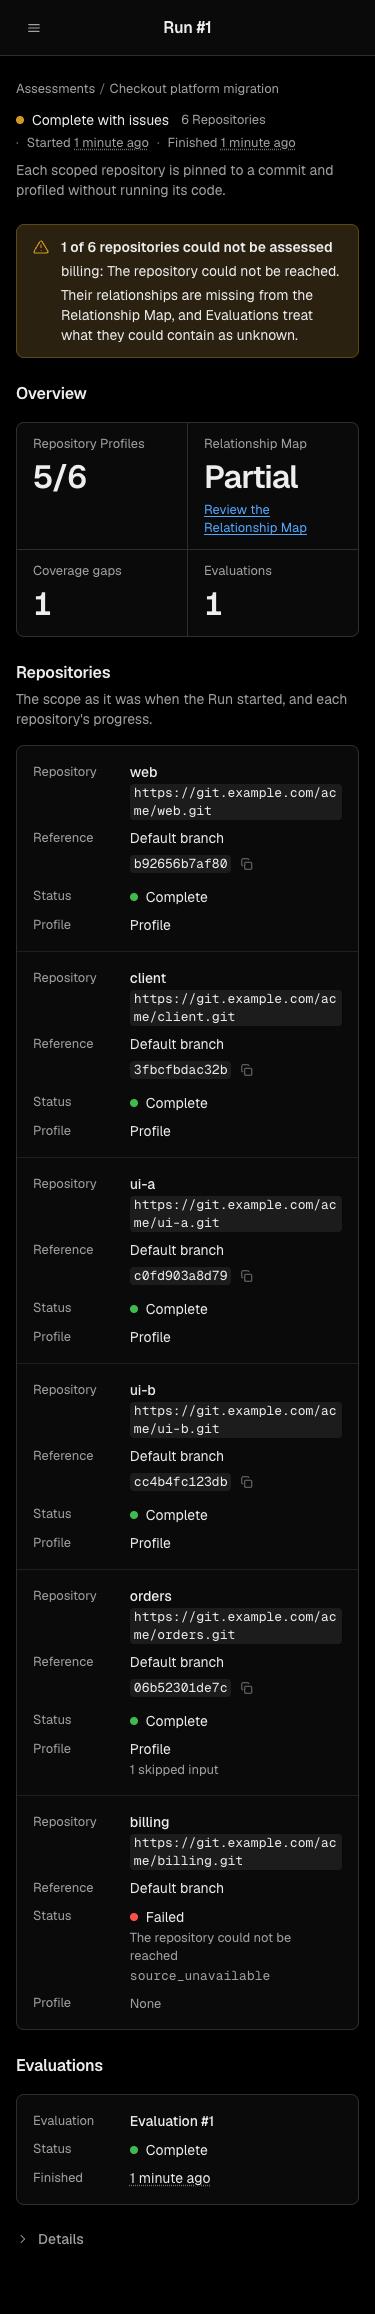 Run #1
Assessments / Checkout platform migration
Complete with issues 6 Repositories
· Started 1 minute ago · Finished 1 minute ago
Each scoped repository is pinned to a commit and
profiled without running its code.
1 of 6 repositories could not be assessed
billing: The repository could not be reached.
Their relationships are missing from the
Relationship Map, and Evaluations treat
what they could contain as unknown.
Overview
Repository Profiles
5/6
Relationship Map
Partial
Review the
Relationship Map
Coverage gaps
1
Evaluations
1
Repositories
The scope as it was when the Run started, and each
repository's progress.
Repository web
https://git.example.com/ac
me/web.git
Reference Default branch
b92656b7af80
Status Complete
Profile Profile
Repository client
https://git.example.com/ac
me/client.git
Reference Default branch
3fbcfbdac32b
Status Complete
Profile Profile
Repository ui-a
https://git.example.com/ac
me/ui-a.git
Reference Default branch
c0fd903a8d79
Status Complete
Profile Profile
Repository ui-b
https://git.example.com/ac
me/ui-b.git
Reference Default branch
cc4b4fc123db
Status Complete
Profile Profile
Repository orders
https://git.example.com/ac
me/orders.git
Reference Default branch
06b52301de7c
Status Complete
Profile Profile
1 skipped input
Repository billing
https://git.example.com/ac
me/billing.git
Reference Default branch
Status Failed
The repository could not be
reached
source_unavailable
Profile None
Evaluations
Evaluation Evaluation #1
Status Complete
Finished 1 minute ago
Details